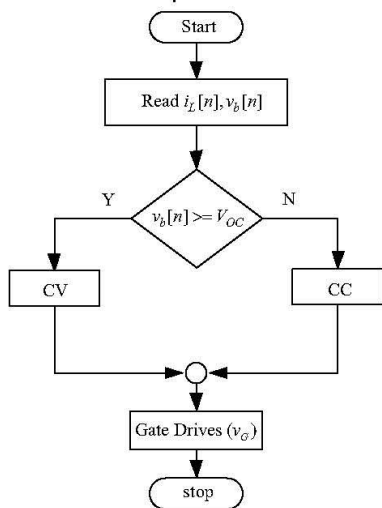 Start
Read i_L[n], v_b[n]
v_b[n] >= V_OC
Y
N
CV
CC
Gate Drives (v_G)
stop